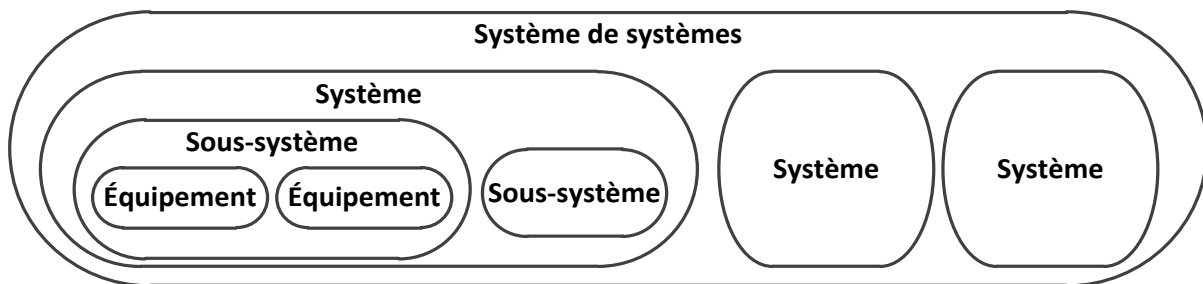 Système de systèmes
Système
Sous-système
Équipement Équipement
Sous-système
Système
Système